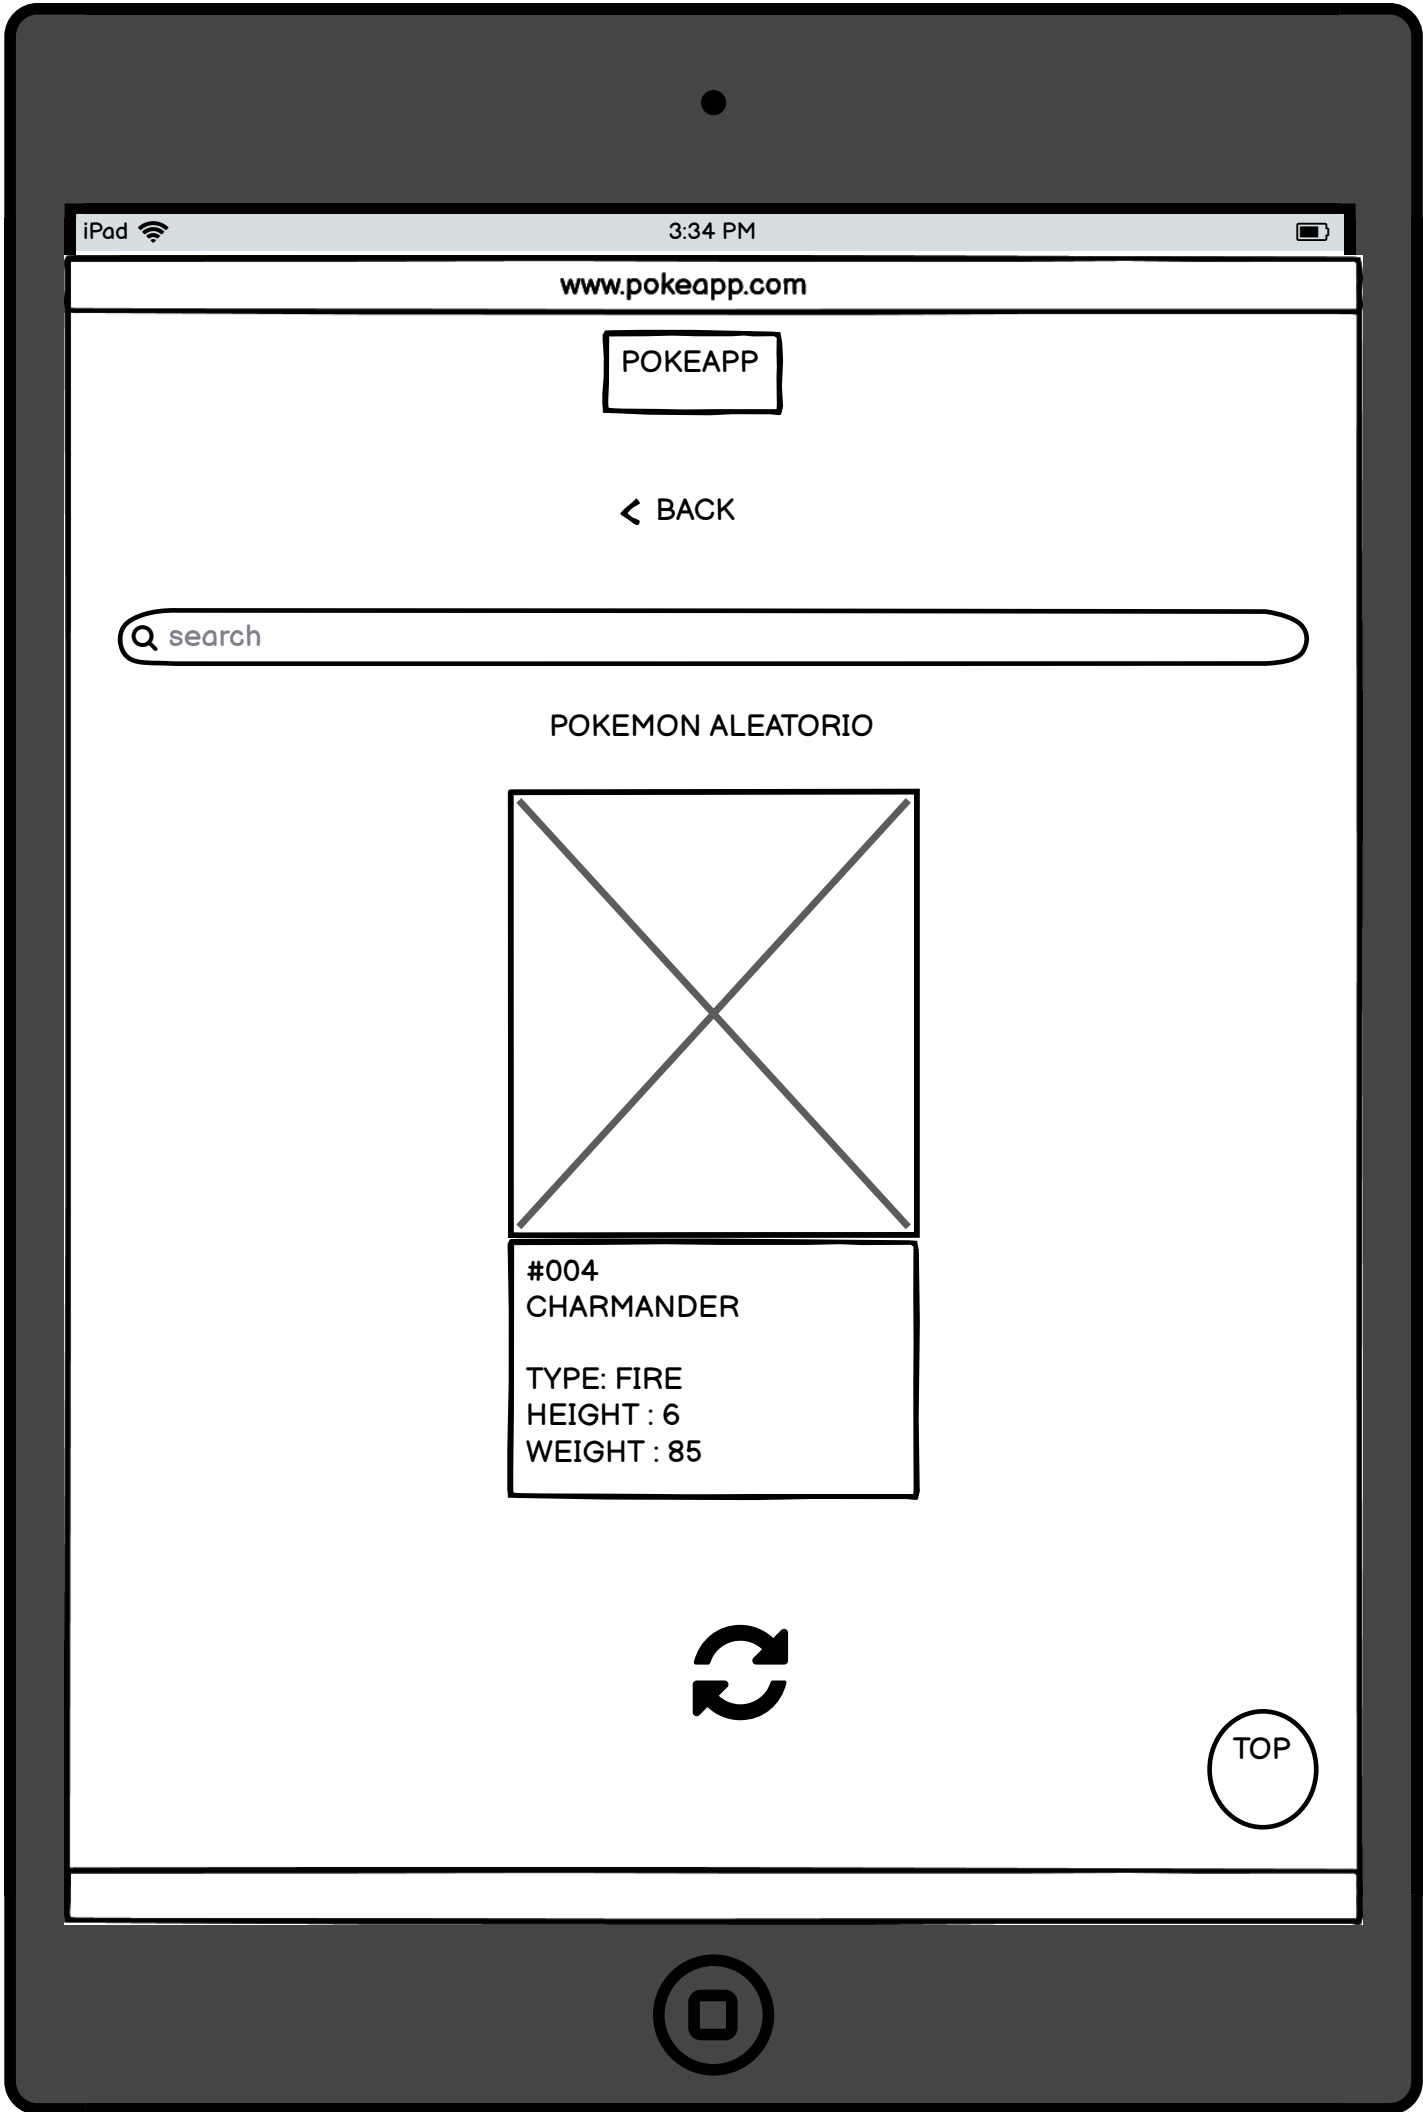 iPad
3:34 PM
www.pokeapp.com
POKEAPP
BACK
search
POKEMON ALEATORIO
#004
CHARMANDER
TYPE: FIRE
HEIGHT : 6
WEIGHT : 85
TOP